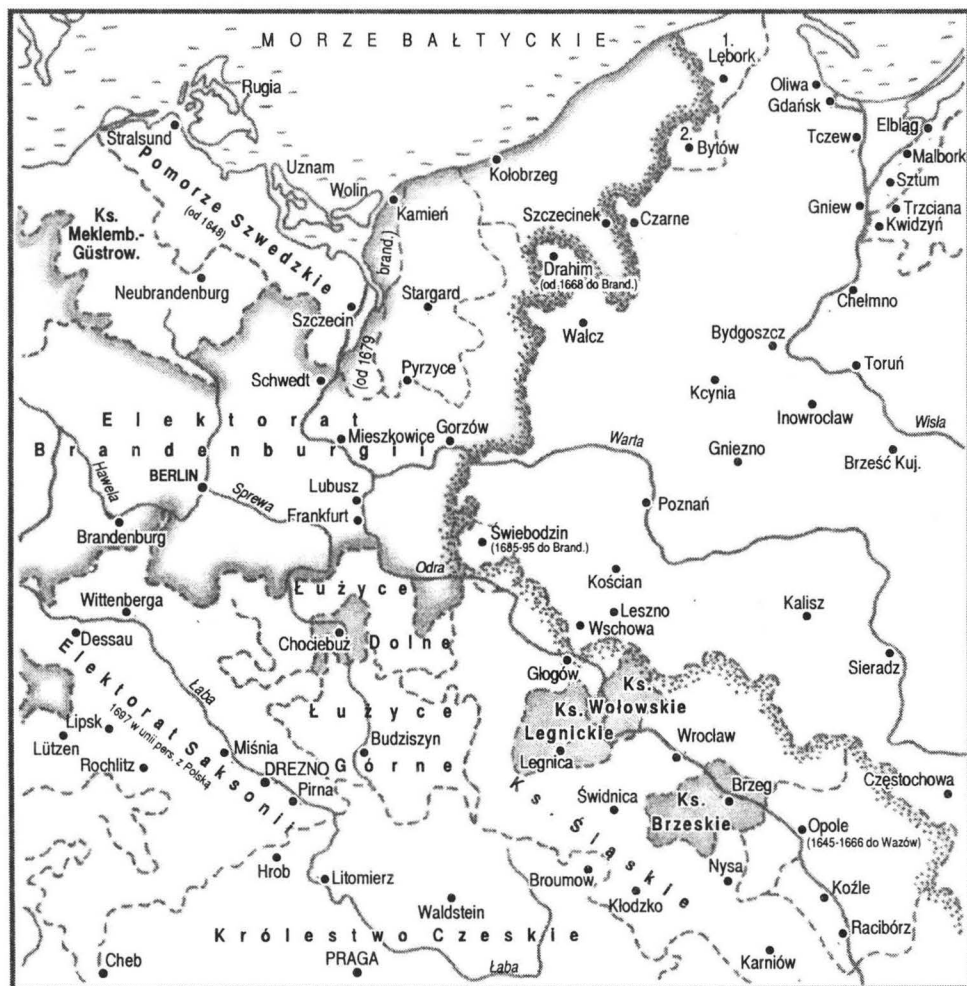 MORZE BAŁTYCKIE
1.
Lębork
Rugia
Oliwa
Gdańsk
Stralsund
Elbląg
Tczew
2.
Bytów
Malbork
Uznam
Kołobrzeg
Sztum
Wolin
Kamień
Pomorze Szwedzkie
(od 1648)
Szczecinek
Czarne
Gniew
Trzciana
Kwidzyń
Ks.
Meklemb.-
Güstrow.
brand.)
(od 1679
Drahim
(od 1668 do Brand.)
Neubrandenburg
Stargard
Chełmno
Szczecin
Wałcz
Bydgoszcz
Toruń
Schwedt
Pyrzyce
Kcynia
Inowrocław
Elektorat
Brandenburgii
Mieszkowice
Gorzów
Warta
Wisła
Gniezno
Brześć Kuj.
Hawela
BERLIN
Sprewa
Lubusz
Frankfurt
Poznań
Brandenburg
Świebodzin
(1685-95 do Brand.)
Odra
Kościan
Łużyce
Dolne
Wittenberga
Leszno
Kalisz
Dessau
Chociebuż
Wschowa
Sieradz
Elektorat Saksonii
1697 w unii pers. z Polską
Łaba
Głogów
Ks.
Wołowskie
Ks.
Legnickie
Łużyce
Górne
Lipsk
Lützen
Rochlitz
Miśnia
Budziszyn
Legnica
Wrocław
DREZNO
Pirna
Ks. Śląskie
Świdnica
Brzeg
Ks.
Brzeskie
Częstochowa
Opole
(1645-1666 do Wazów)
Hrob
Litomierz
Broumow
Nysa
Kłodzko
Koźle
Waldstein
Królestwo Czeskie
Racibórz
Cheb
PRAGA
Łaba
Karniów